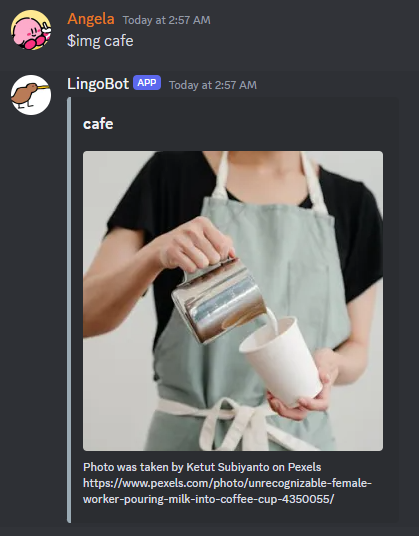 Angela Today at 2:57 AM
$img cafe
LingoBot APP Today at 2:57 AM
cafe
Photo was taken by Ketut Subiyanto on Pexels
https://www.pexels.com/photo/unrecognizable-female-
worker-pouring-milk-into-coffee-cup-4350055/